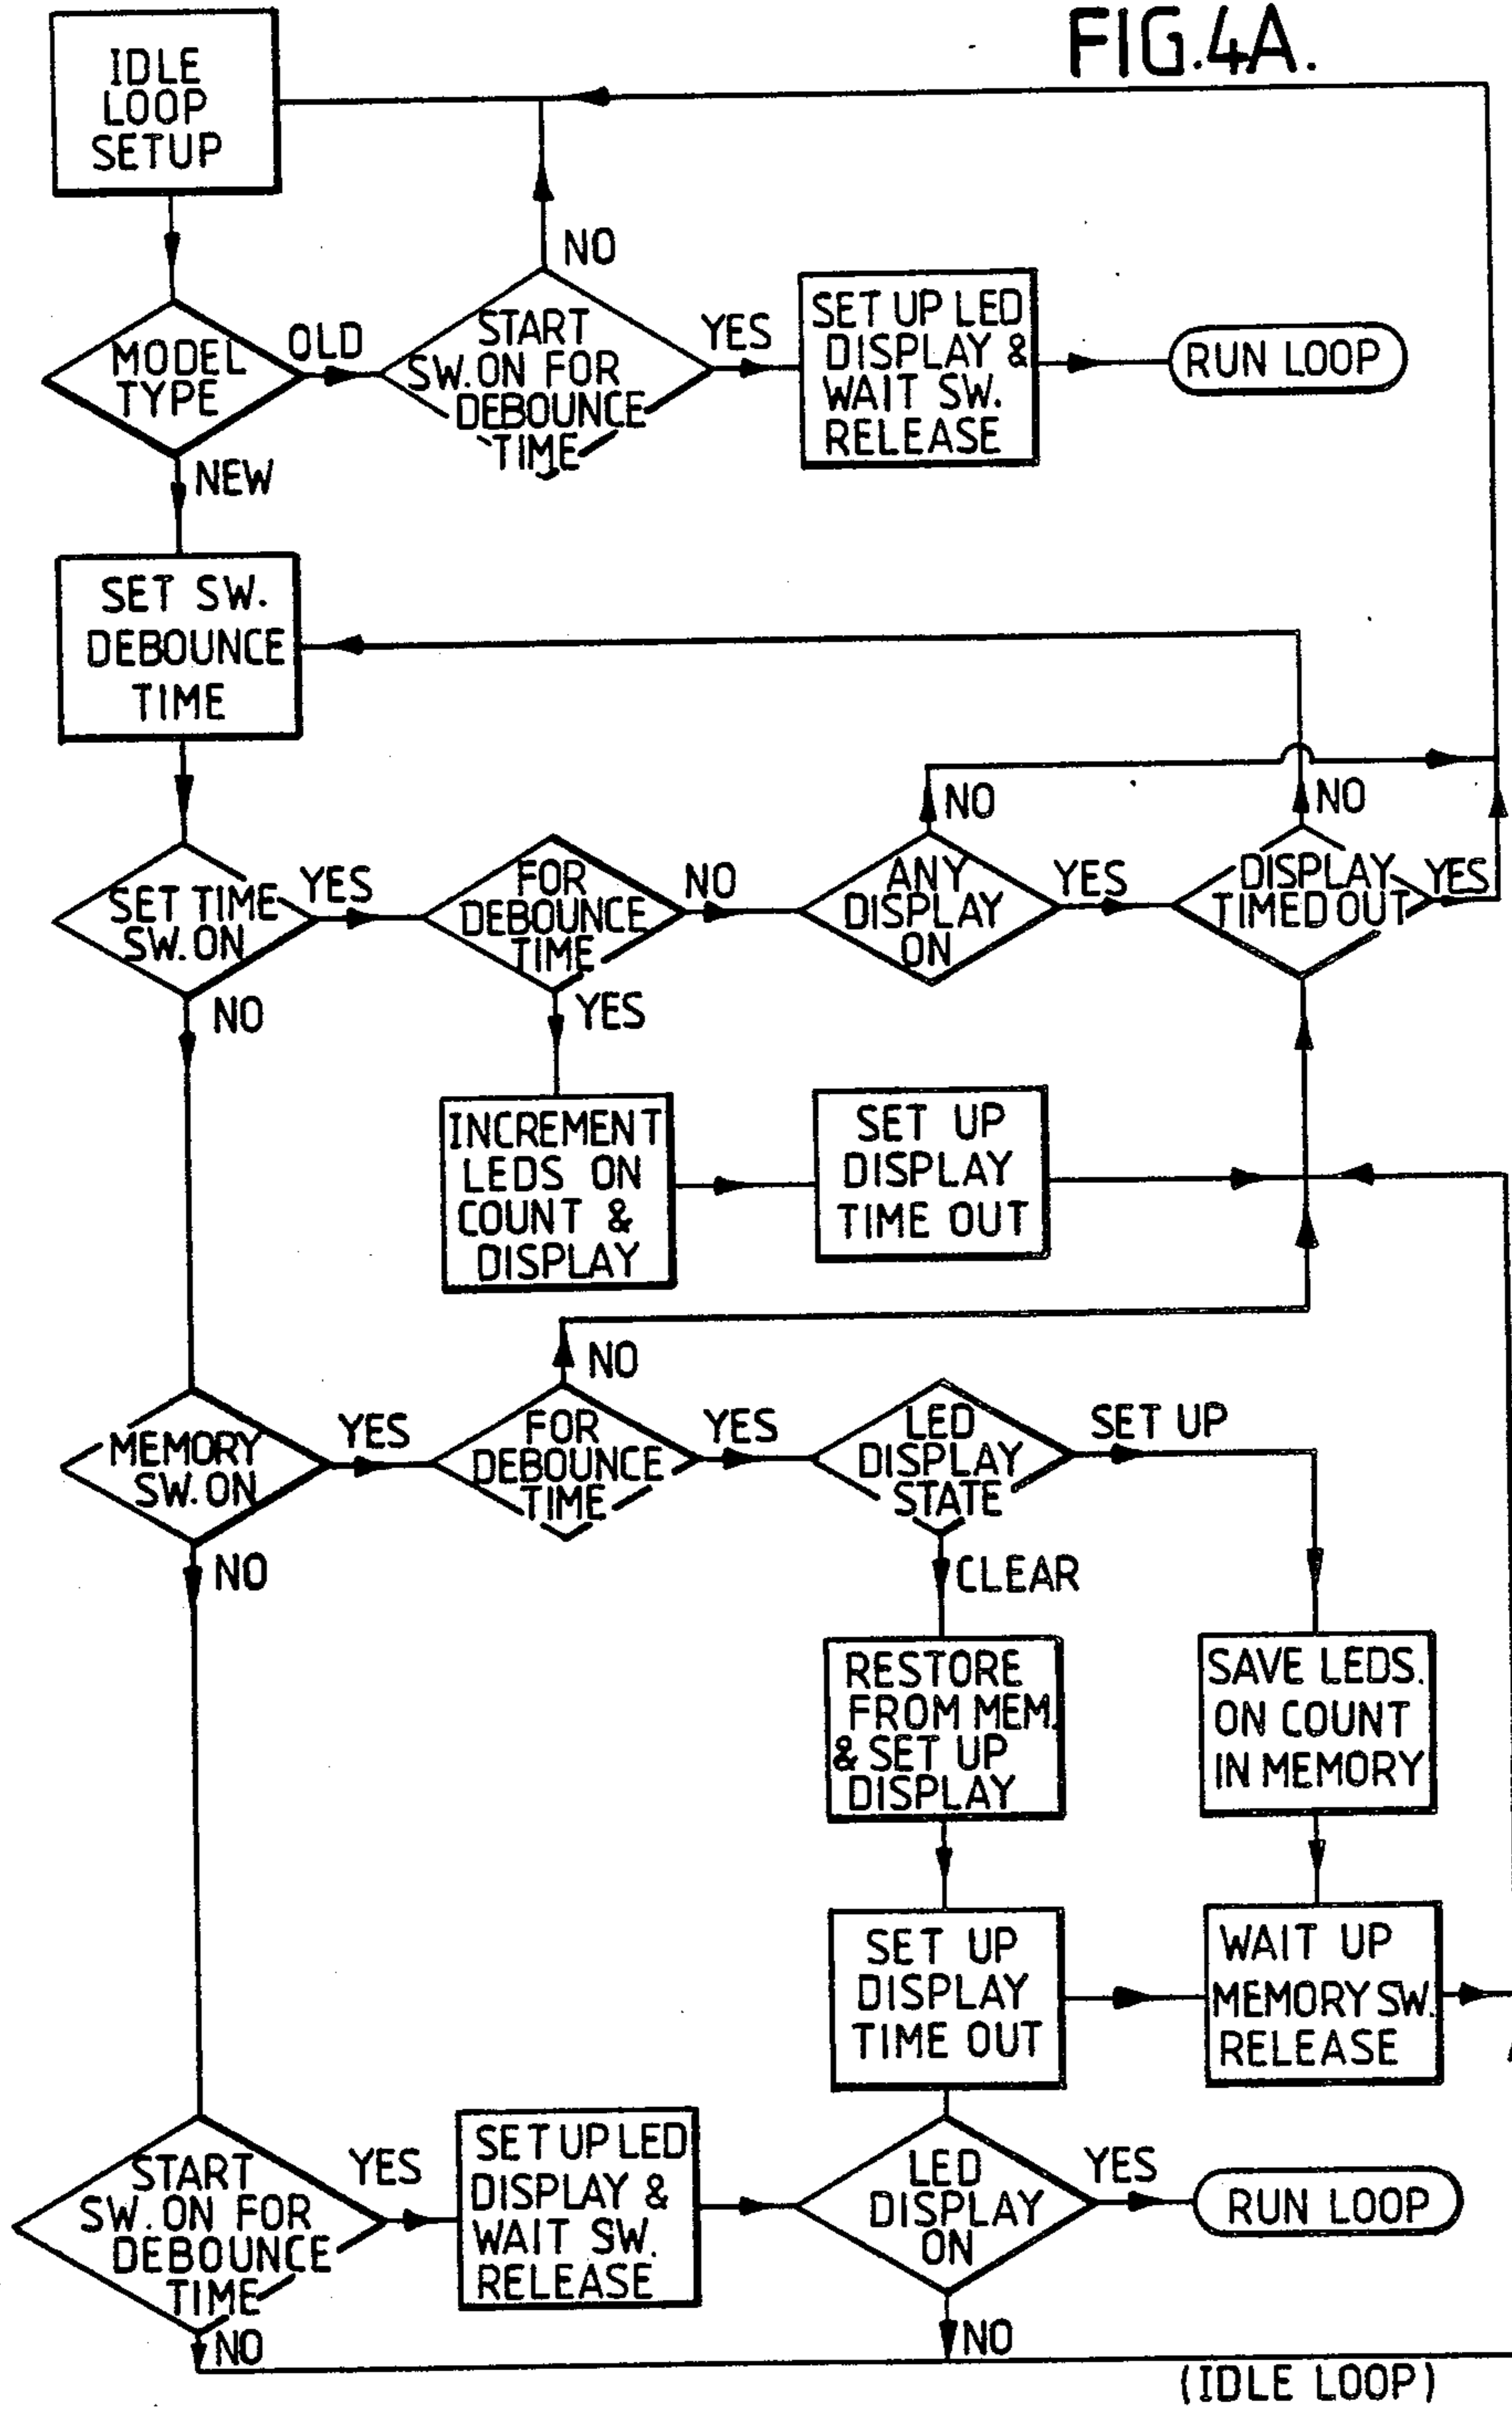 FIG.4A.
IDLE
LOOP
SETUP
NO
MODEL
TYPE
OLD
START
SW.ON FOR
DEBOUNCE
TIME
YES
SET UP LED
DISPLAY &
WAIT SW.
RELEASE
RUN LOOP
NEW
SET SW.
DEBOUNCE
TIME
SET TIME
SW.ON
YES
FOR
DEBOUNCE
TIME
NO
NO
ANY
DISPLAY
ON
YES
NO
DISPLAY
TIMED OUT
YES
NO
YES
INCREMENT
LEDS ON
COUNT &
DISPLAY
SET UP
DISPLAY
TIME OUT
NO
MEMORY
SW.ON
YES
FOR
DEBOUNCE
TIME
YES
LED
DISPLAY
STATE
SET UP
NO
CLEAR
RESTORE
FROM MEM.
& SET UP
DISPLAY
SAVE LEDS.
ON COUNT
IN MEMORY
SET UP
DISPLAY
TIME OUT
WAIT UP
MEMORY SW.
RELEASE
START
SW.ON FOR
DEBOUNCE
TIME
YES
SET UP LED
DISPLAY &
WAIT SW.
RELEASE
LED
DISPLAY
ON
YES
RUN LOOP
NO
NO
(IDLE LOOP)